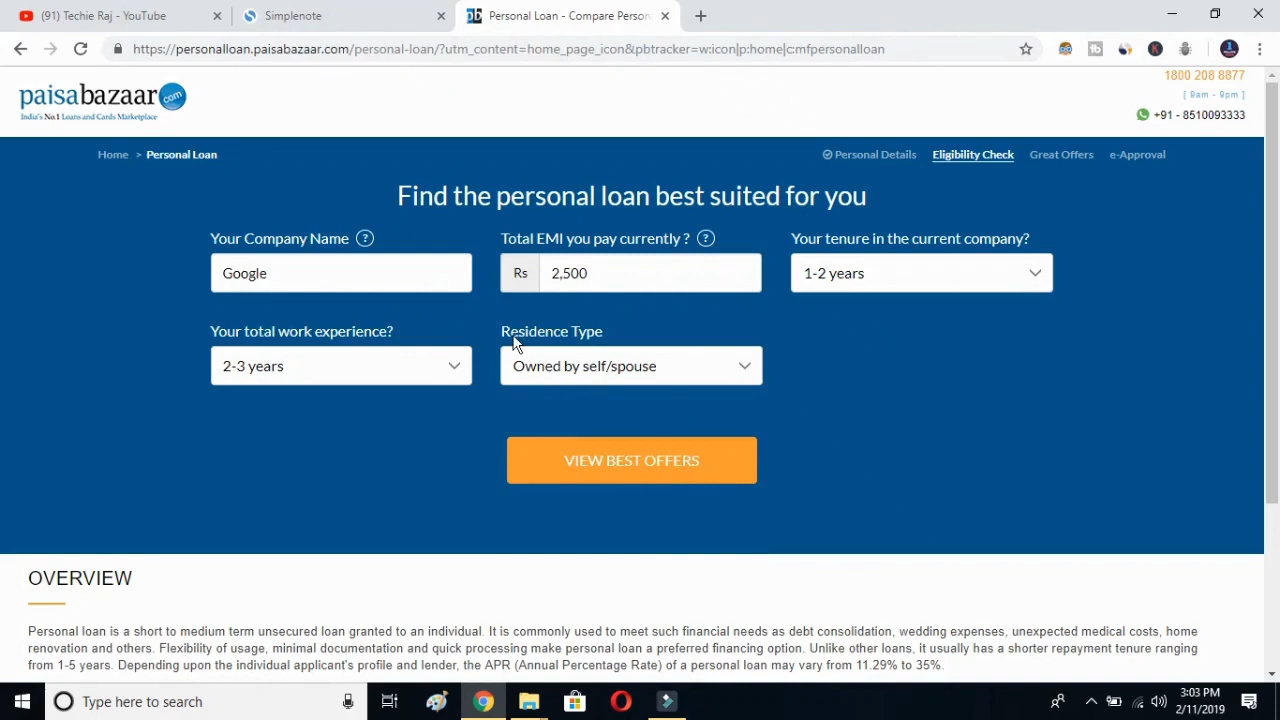 (91) Techie Raj - YouTube
Simplenote
Personal Loan - Compare Person
https://personalloan.paisabazaar.com/personal-loan/?utm_content=home_page_icon&pbtracker=w:icon|p:home|c:mfpersonalloan
paisabazaar.com
India's No.1 Loans and Cards Marketplace
1800 208 8877
[ 9am - 9pm ]
+91 - 8510093333
Home > Personal Loan
Personal Details Eligibility Check Great Offers e-Approval
Find the personal loan best suited for you
Your Company Name ?
Google
Total EMI you pay currently ? ?
Rs 2,500
Your tenure in the current company?
1-2 years
Your total work experience?
2-3 years
Residence Type
Owned by self/spouse
VIEW BEST OFFERS
OVERVIEW
Personal loan is a short to medium term unsecured loan granted to an individual. It is commonly used to meet such financial needs as debt consolidation, wedding expenses, unexpected medical costs, home
renovation and others. Flexibility of usage, minimal documentation and quick processing make personal loan a preferred financing option. Unlike other loans, it usually has a shorter repayment tenure ranging
from 1-5 years. Depending upon the individual applicant's profile and lender, the APR (Annual Percentage Rate) of a personal loan may vary from 11.29% to 35%.
Type here to search
3:03 PM
2/11/2019